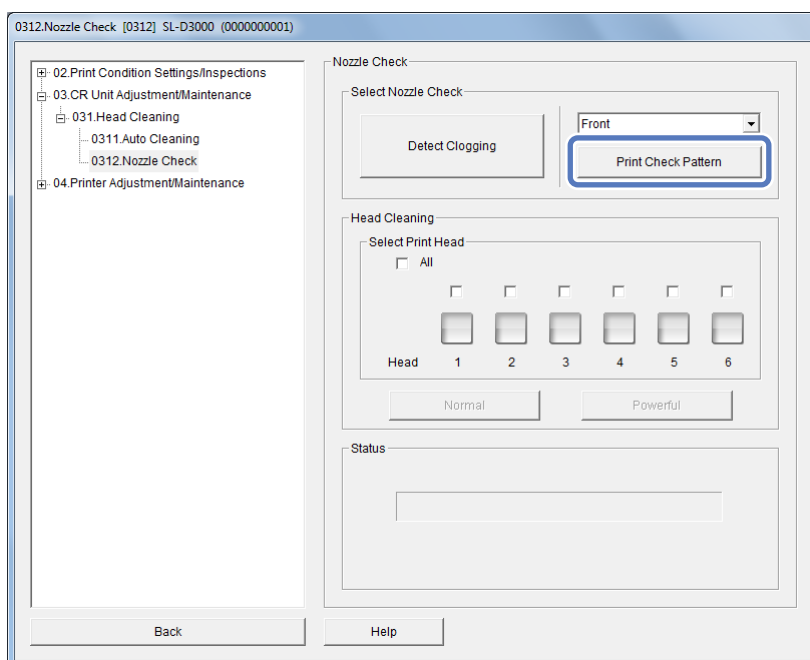 0312.Nozzle Check [0312] SL-D3000 (0000000001)
02.Print Condition Settings/Inspections
03.CR Unit Adjustment/Maintenance
031.Head Cleaning
0311.Auto Cleaning
0312.Nozzle Check
04.Printer Adjustment/Maintenance
Nozzle Check
Select Nozzle Check
Detect Clogging
Front
Print Check Pattern
Head Cleaning
Select Print Head
All
Head 1 2 3 4 5 6
Normal Powerful
Status
Back Help